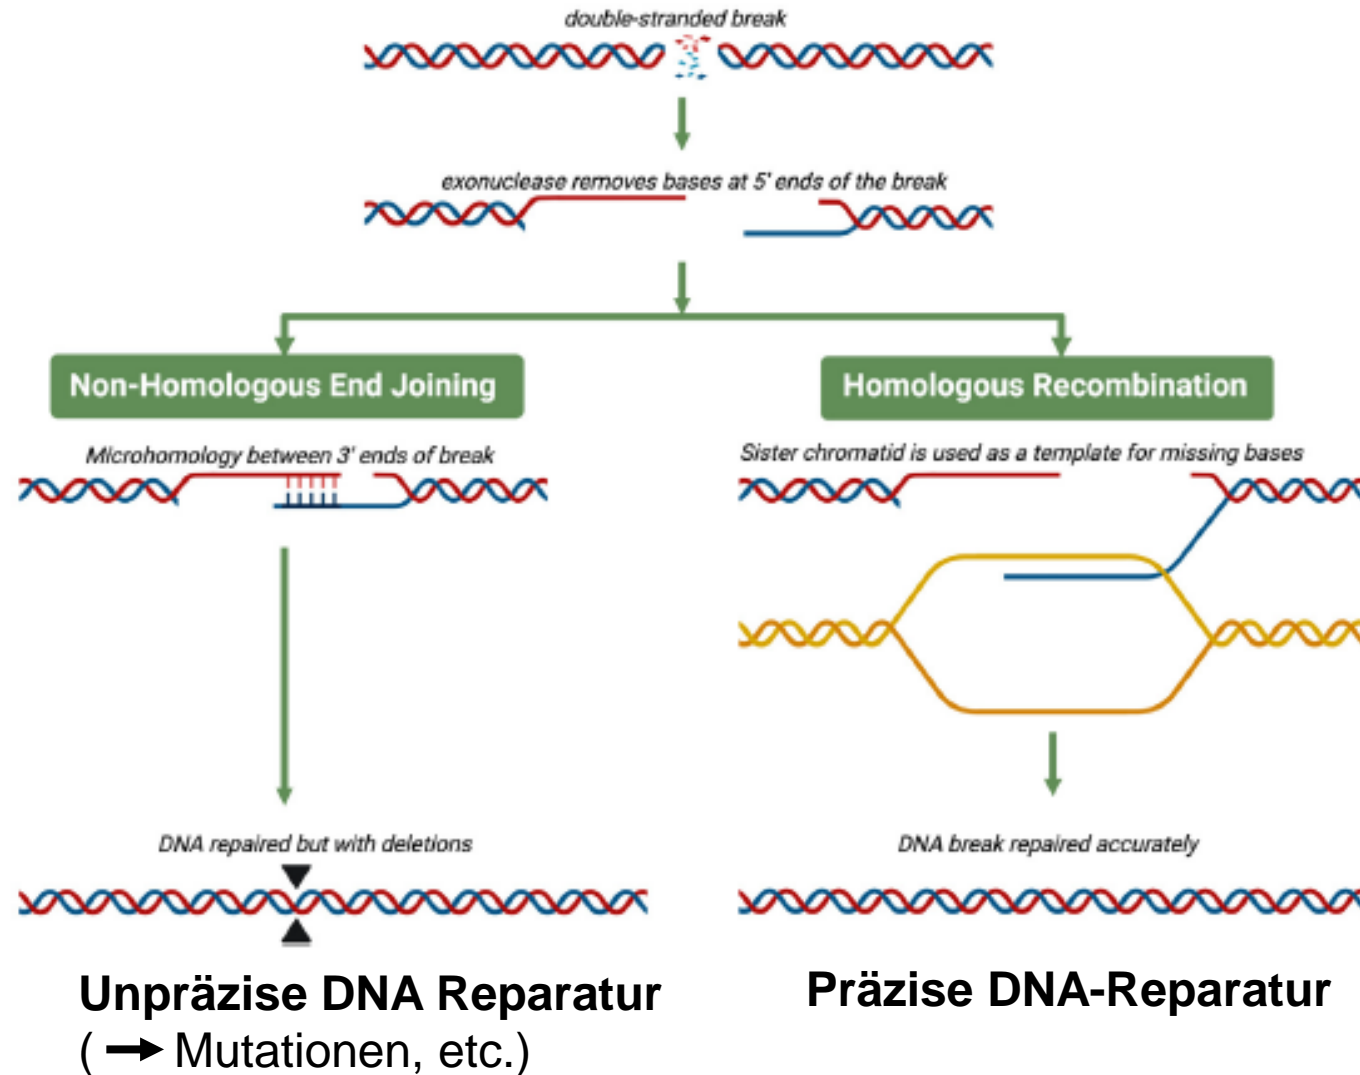 double-stranded break
exonuclease removes bases at 5' ends of the break
Non-Homologous End Joining
Homologous Recombination
Microhomology between 3' ends of break
Sister chromatid is used as a template for missing bases
DNA repaired but with deletions
DNA break repaired accurately
Unpräzise DNA Reparatur
( → Mutationen, etc.)
Präzise DNA-Reparatur